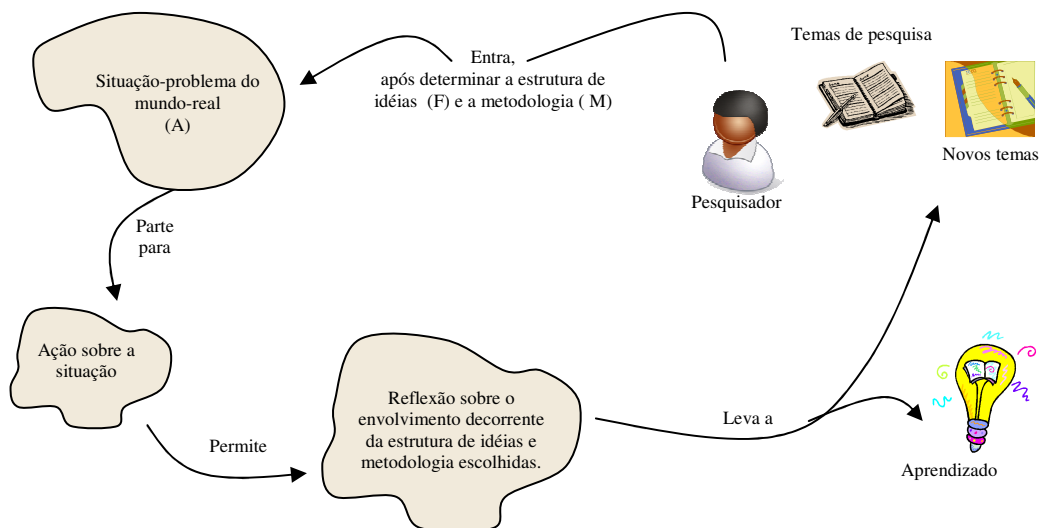 Temas de pesquisa
Entra,
após determinar a estrutura de
idéias (F) e a metodologia ( M)
Situação-problema do
mundo-real
(A)
Novos temas
Pesquisador
Parte
para
Ação sobre a
situação
Reflexão sobre o
envolvimento decorrente
da estrutura de idéias e
metodologia escolhidas.
Permite
Leva a
Aprendizado